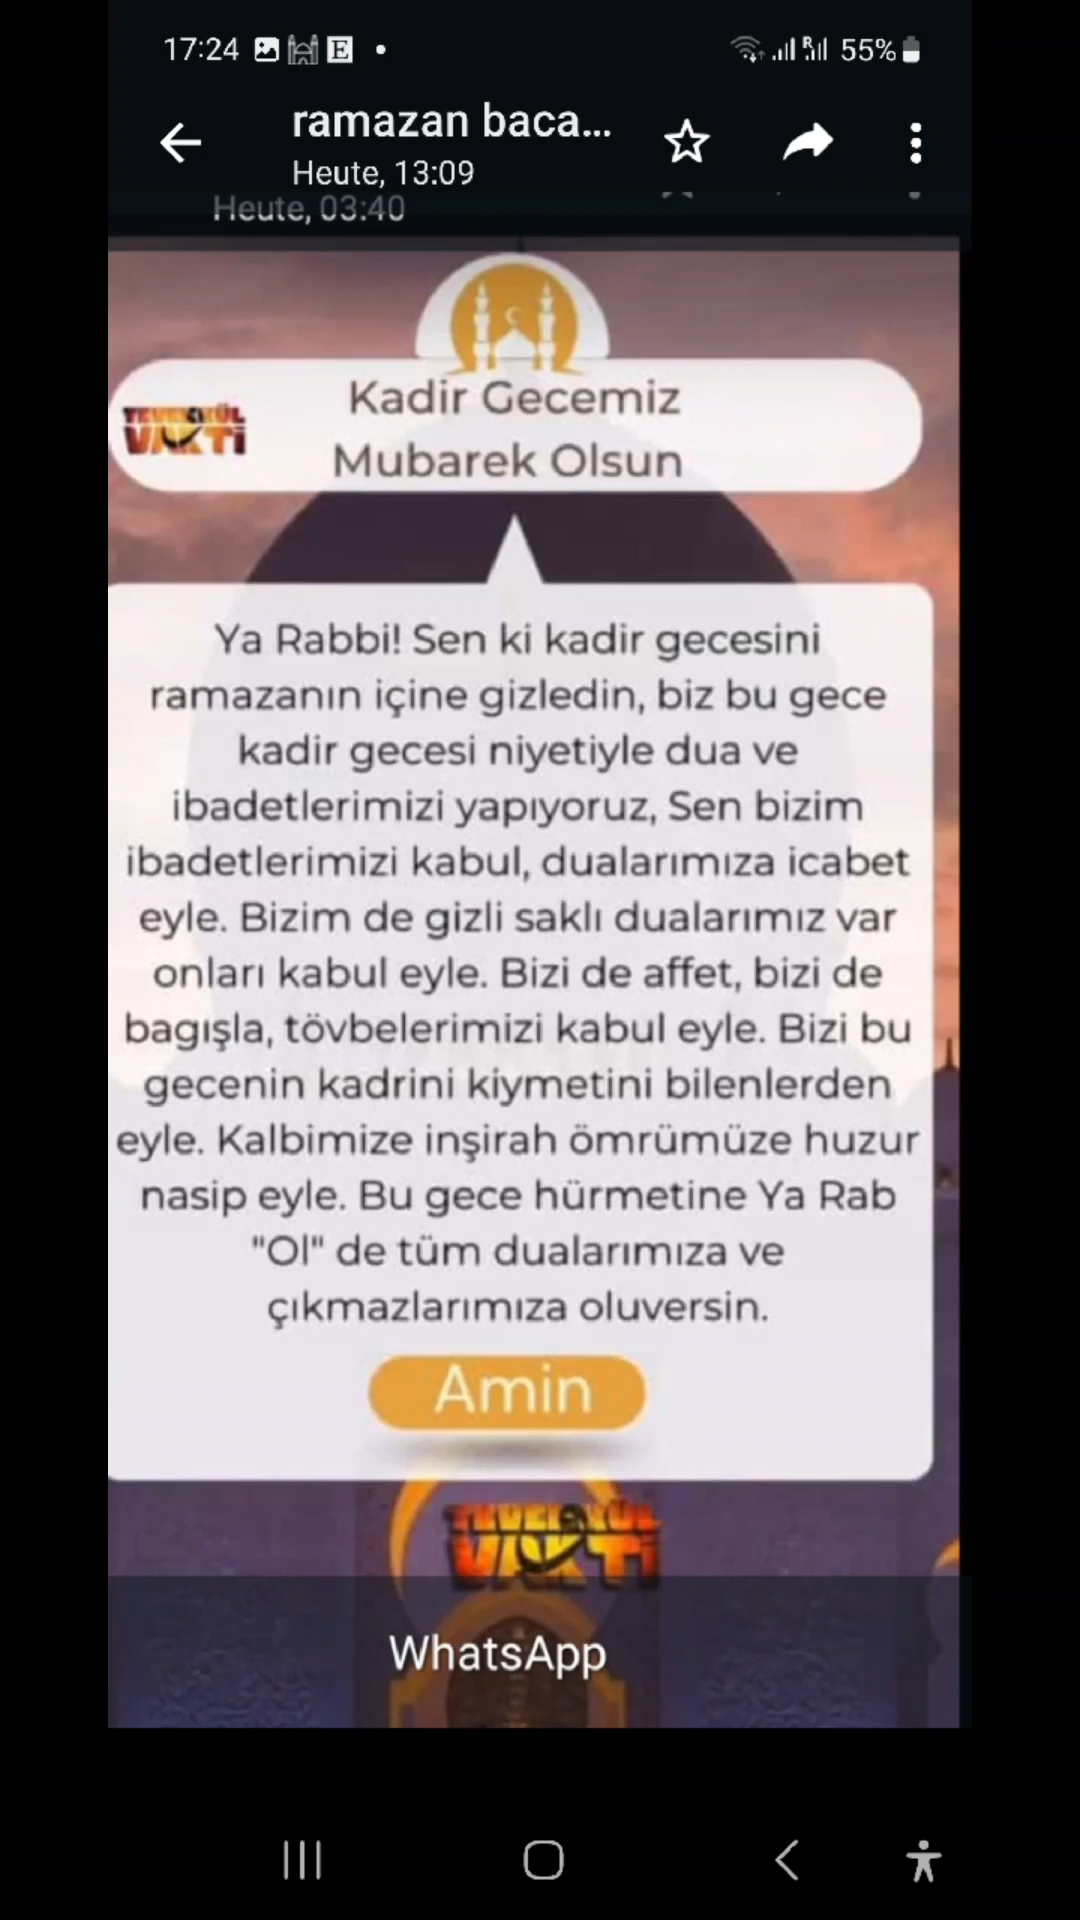 17:24 E
55%
ramazan baca...
Heute, 13:09
Heute, 03:40
Kadir Gecemiz
TEVEKKÜL
VAKTİ
Mubarek Olsun
Ya Rabbi! Sen ki kadir gecesini
ramazanın içine gizledin, biz bu gece
kadir gecesi niyetiyle dua ve
ibadetlerimizi yapıyoruz, Sen bizim
ibadetlerimizi kabul, dualarımıza icabet
eyle. Bizim de gizli saklı dualarımız var
onları kabul eyle. Bizi de affet, bizi de
bagışla, tövbelerimizi kabul eyle. Bizi bu
gecenin kadrini kiymetini bilenlerden
eyle. Kalbimize inşirah ömrümüze huzur
nasip eyle. Bu gece hürmetine Ya Rab
"Ol" de tüm dualarımıza ve
çıkmazlarımıza oluversin.
Amin
TEVEKKÜL
VAKTİ
WhatsApp